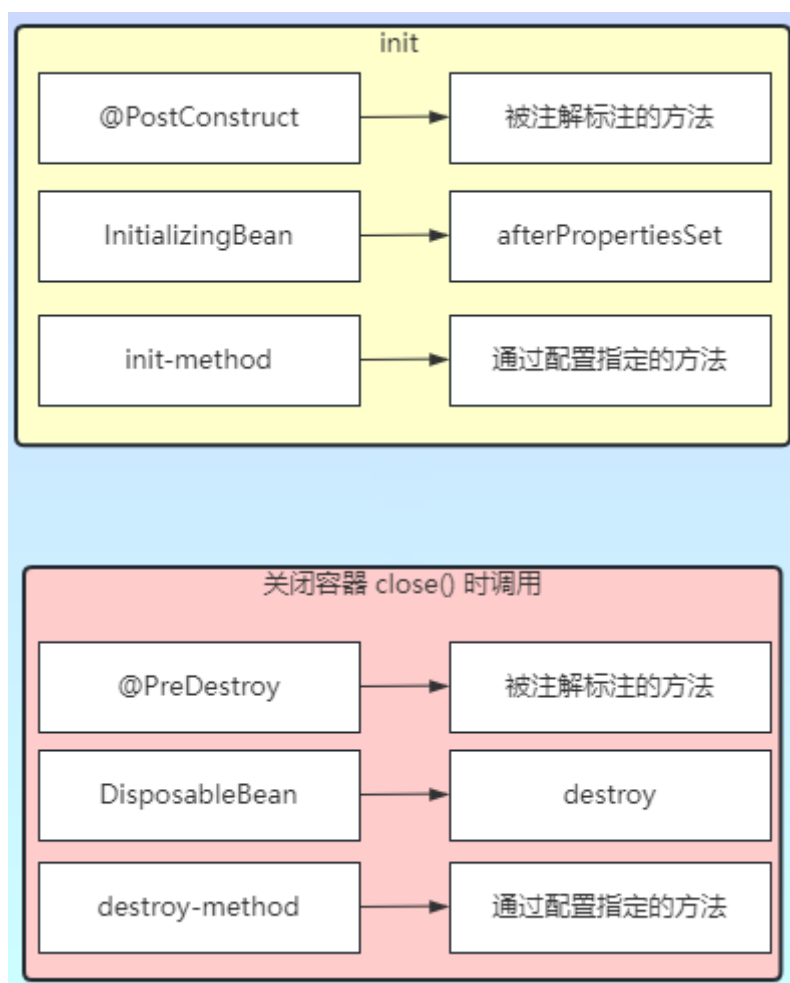 init
@PostConstruct
被注解标注的方法
InitializingBean
afterPropertiesSet
init-method
通过配置指定的方法
关闭容器 close() 时调用
@PreDestroy
被注解标注的方法
DisposableBean
destroy
destroy-method
通过配置指定的方法